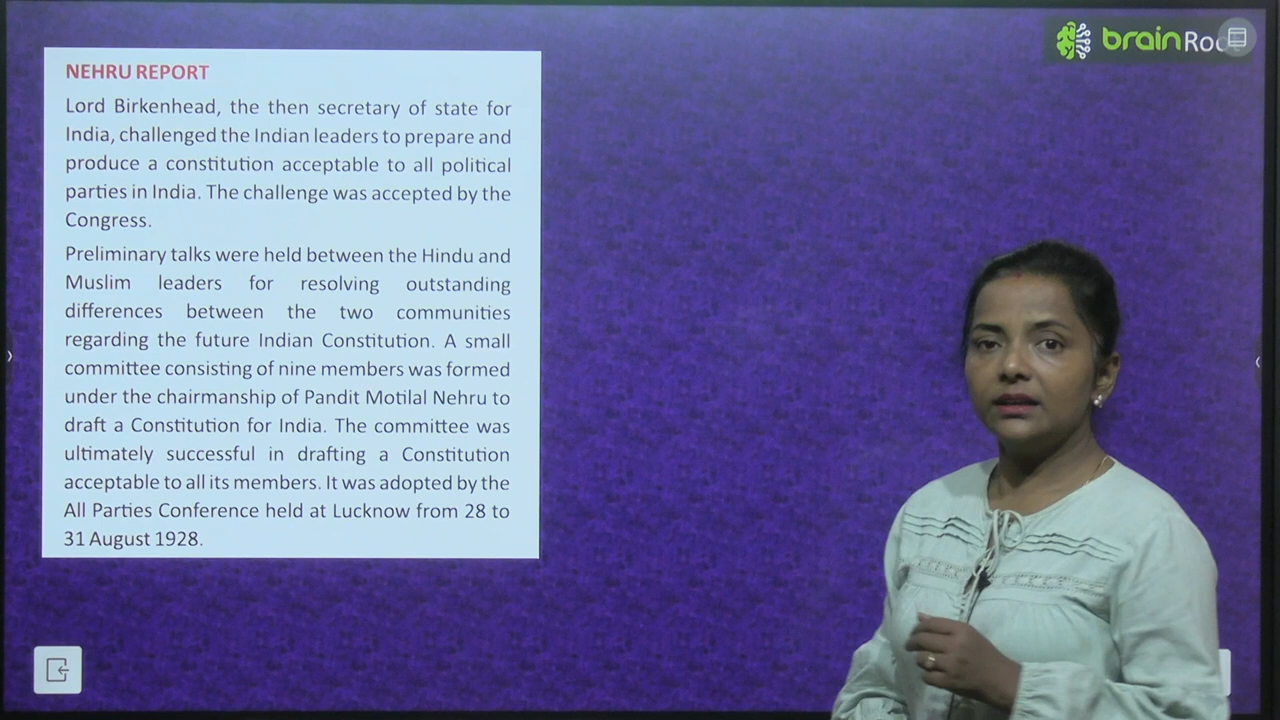 brain Ro
NEHRU REPORT
Lord Birkenhead, the then secretary of state for
India, challenged the Indian leaders to prepare and
produce a constitution acceptable to all political
parties in India. The challenge was accepted by the
Congress.
Preliminary talks were held between the Hindu and
Muslim leaders for resolving outstanding
differences between the two communities
regarding the future Indian Constitution. A small
committee consisting of nine members was formed
under the chairmanship of Pandit Motilal Nehru to
draft a Constitution for India. The committee was
ultimately successful in drafting a Constitution
acceptable to all its members. It was adopted by the
All Parties Conference held at Lucknow from 28 to
31 August 1928.